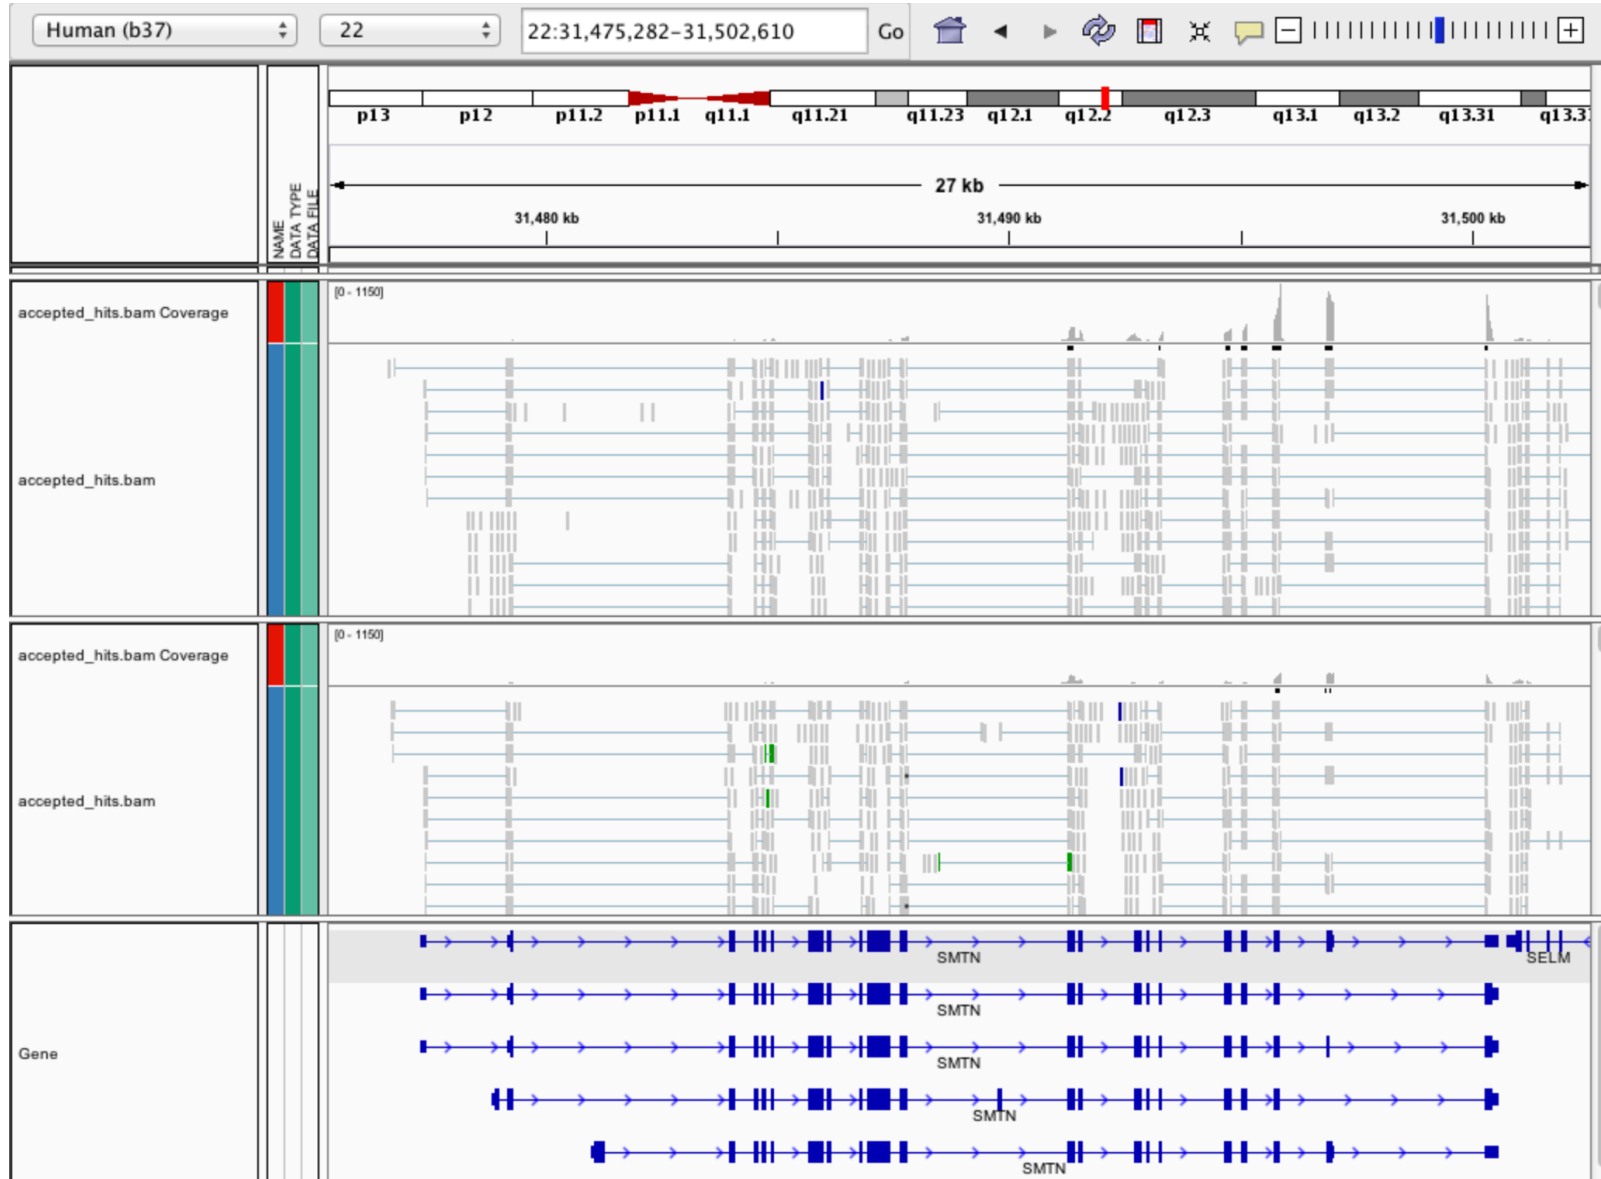 Human (b37) 22 22:31,475,282-31,502,610 Go
p13 p12 p11.2 p11.1 q11.1 q11.21 q11.23 q12.1 q12.2 q12.3 q13.1 q13.2 q13.31 q13.3
27 kb
NAME
DATA TYPE
DATA FILE
31,480 kb 31,490 kb 31,500 kb
accepted_hits.bam Coverage
[0 - 1150]
accepted_hits.bam
accepted_hits.bam Coverage
[0 - 1150]
accepted_hits.bam
Gene
SMTN SELM
SMTN
SMTN
SMTN
SMTN